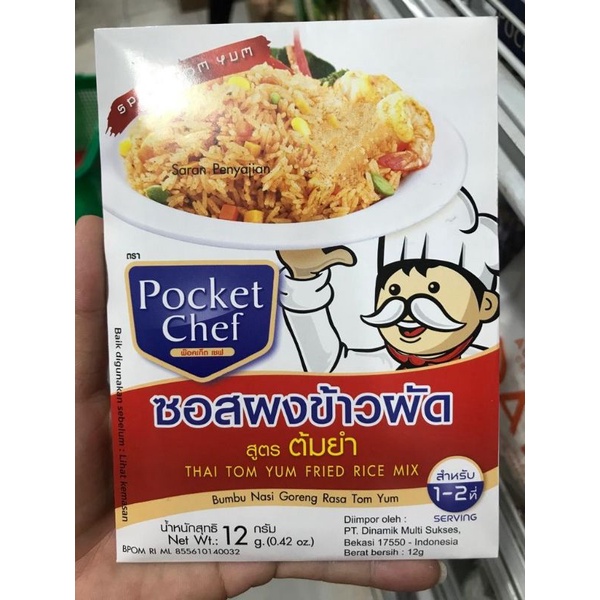 TOM YUM
Saran Penyajian
ตรา
Pocket
Chef
พ็อคเก็ต เชฟ
Baik digunakan sebelum : Lihat kemasan
ซอสผงข้าวผัด
สูตร ต้มยำ
THAI TOM YUM FRIED RICE MIX
สำหรับ
1-2 ที่
SERVING
Bumbu Nasi Goreng Rasa Tom Yum
น้ำหนักสุทธิ 12 กรัม
Net Wt.: 12 g.(0.42 oz.)
BPOM RI ML 855610140032
Diimpor oleh :
PT. Dinamik Multi Sukses,
Bekasi 17550 - Indonesia
Berat bersih : 12g